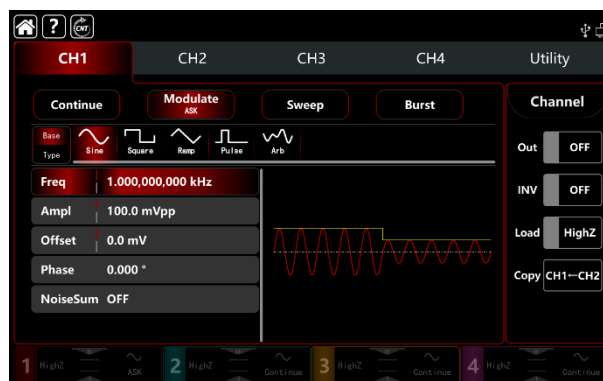 ? CNT
CH1 CH2 CH3 CH4 Utility
Continue Modulate Sweep Burst Channel
ASK
Base
Type Sine Square Ramp Pulse Arb
Out OFF
Freq 1.000,000,000 kHz
INV OFF
Ampl 100.0 mVpp
Offset 0.0 mV
Load HighZ
Phase 0.000 °
Copy CH1←CH2
NoiseSum OFF
1 HighZ ASK 2 HighZ Continue 3 HighZ Continue 4 HighZ Continue